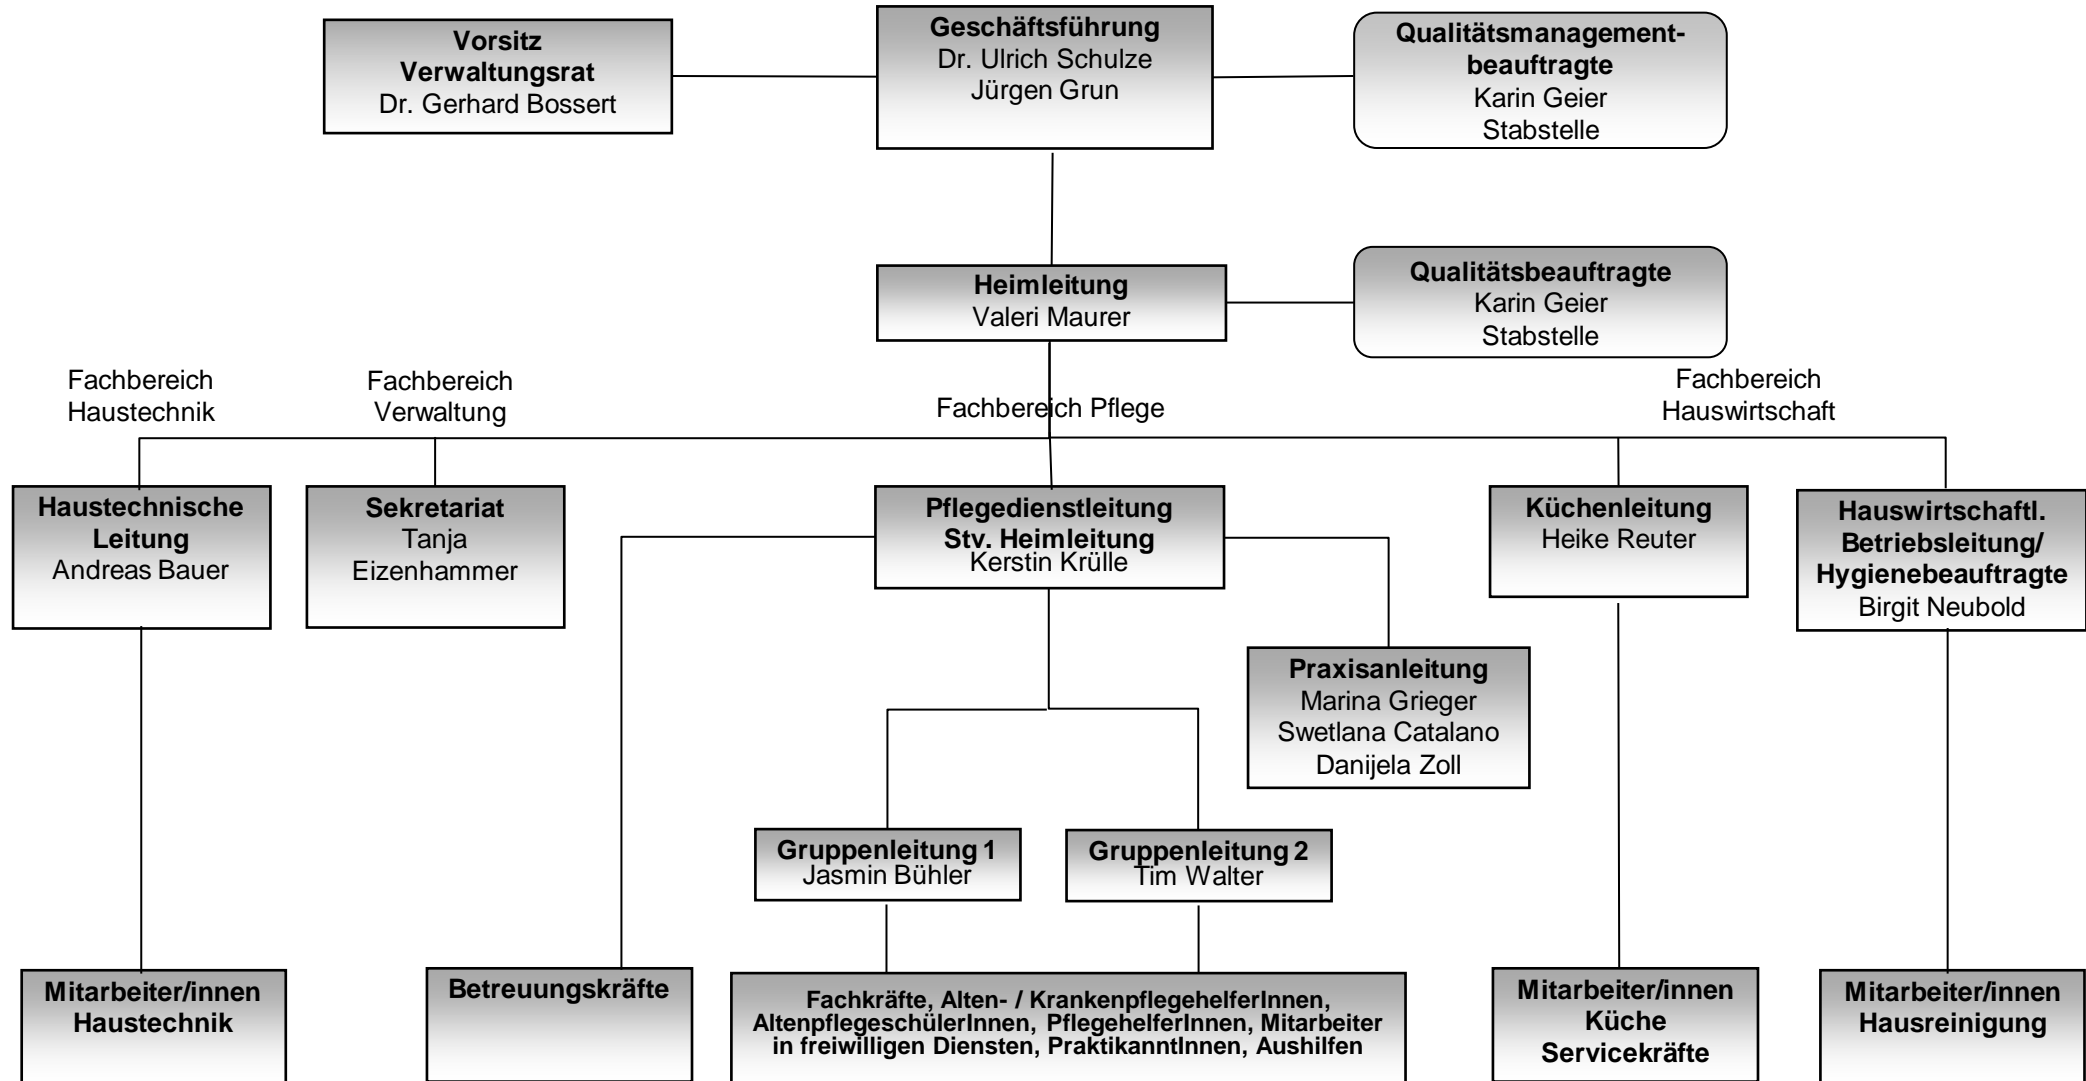 Vorsitz
Verwaltungsrat
Dr. Gerhard Bossert
Geschäftsführung
Dr. Ulrich Schulze
Jürgen Grun
Qualitätsmanagement-
beauftragte
Karin Geier
Stabstelle
Heimleitung
Valeri Maurer
Qualitätsbeauftragte
Karin Geier
Stabstelle
Fachbereich
Haustechnik
Fachbereich
Verwaltung
Fachbereich Pflege
Fachbereich
Hauswirtschaft
Haustechnische
Leitung
Andreas Bauer
Sekretariat
Tanja
Eizenhammer
Pflegedienstleitung
Stv. Heimleitung
Kerstin Krülle
Küchenleitung
Heike Reuter
Hauswirtschaftl.
Betriebsleitung/
Hygienebeauftragte
Birgit Neubold
Praxisanleitung
Marina Grieger
Swetlana Catalano
Danijela Zoll
Gruppenleitung 1
Jasmin Bühler
Gruppenleitung 2
Tim Walter
Mitarbeiter/innen
Haustechnik
Betreuungskräfte
Fachkräfte, Alten- / KrankenpflegehelferInnen,
AltenpflegeschülerInnen, PflegehelferInnen, Mitarbeiter
in freiwilligen Diensten, PraktikanntInnen, Aushilfen
Mitarbeiter/innen
Küche
Servicekräfte
Mitarbeiter/innen
Hausreinigung